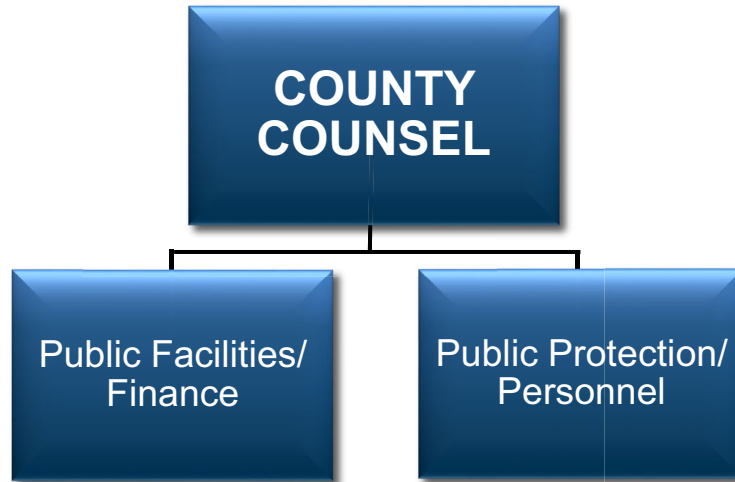 COUNTY
COUNSEL
Public Facilities/
Finance
Public Protection/
Personnel